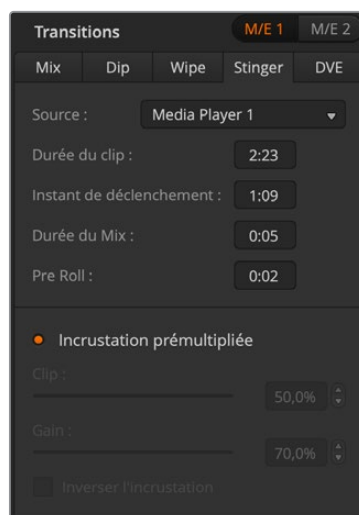 Transitions M/E 1 M/E 2
Mix Dip Wipe Stinger DVE
Source : Media Player 1
Durée du clip : 2:23
Instant de déclenchement : 1:09
Durée du Mix : 0:05
Pre Roll : 0:02
Incrustation prémultipliée
Clip :
50,0%
Gain :
70,0%
Inverser l'incrustation